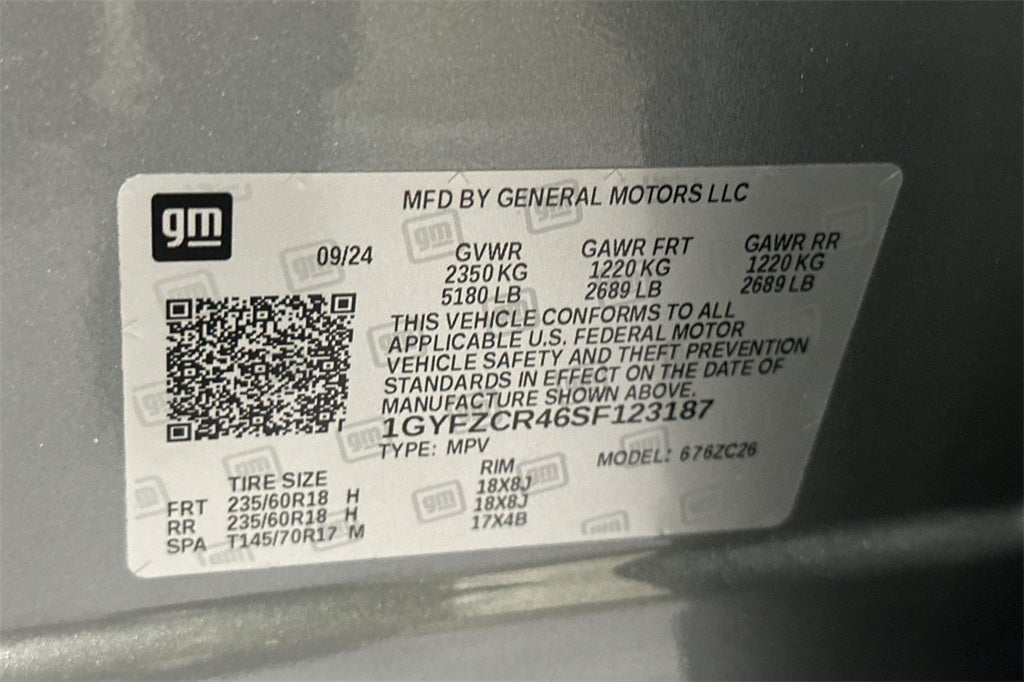 gm
MFD BY GENERAL MOTORS LLC
09/24
GVWR GAWR FRT GAWR RR
2350 KG 1220 KG 1220 KG
5180 LB 2689 LB 2689 LB
THIS VEHICLE CONFORMS TO ALL
APPLICABLE U.S. FEDERAL MOTOR
VEHICLE SAFETY AND THEFT PREVENTION
STANDARDS IN EFFECT ON THE DATE OF
MANUFACTURE SHOWN ABOVE.
1GYFZCR46SF123187
TYPE: MPV MODEL: 676ZC26
TIRE SIZE RIM
FRT 235/60R18 H 18X8J
RR 235/60R18 H 18X8J
SPA T145/70R17 M 17X4B